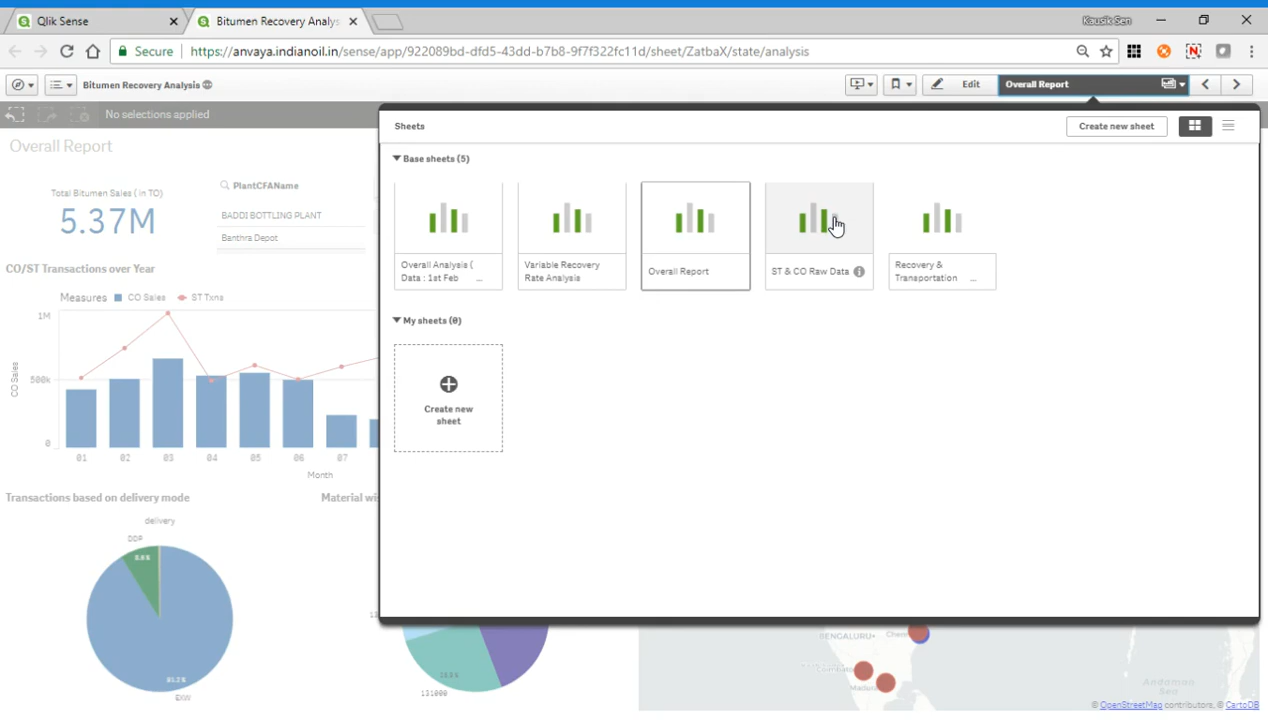 Qlik Sense
Bitumen Recovery Analys
Kausik Sen
Secure
https://anvaya.indianoil.in/sense/app/922089bd-dfd5-43dd-b7b8-9f7f322fc11d/sheet/ZatbaX/state/analysis
Bitumen Recovery Analysis
Edit
Overall Report
No selections applied
Sheets
Create new sheet
Overall Report
Base sheets (5)
Total Bitumen Sales ( in TO)
5.37M
PlantCFAName
BADDI BOTTLING PLANT
Banthra Depot
Overall Analysis (
Data : 1st Feb ...
Variable Recovery
Rate Analysis
Overall Report
ST & CO Raw Data
Recovery &
Transportation ...
CO/ST Transactions over Year
Measures CO Sales ST Txns
My sheets (0)
1M
CO Sales
500k
0
01 02 03 04 05 06 07
Month
Create new
sheet
Transactions based on delivery mode
Material wi
delivery
DDP
8.8%
91.2%
EXW
131000
BENGALURU
Chenn
Madura
Andaman
Sea
© OpenStreetMap contributors, © CartoDB